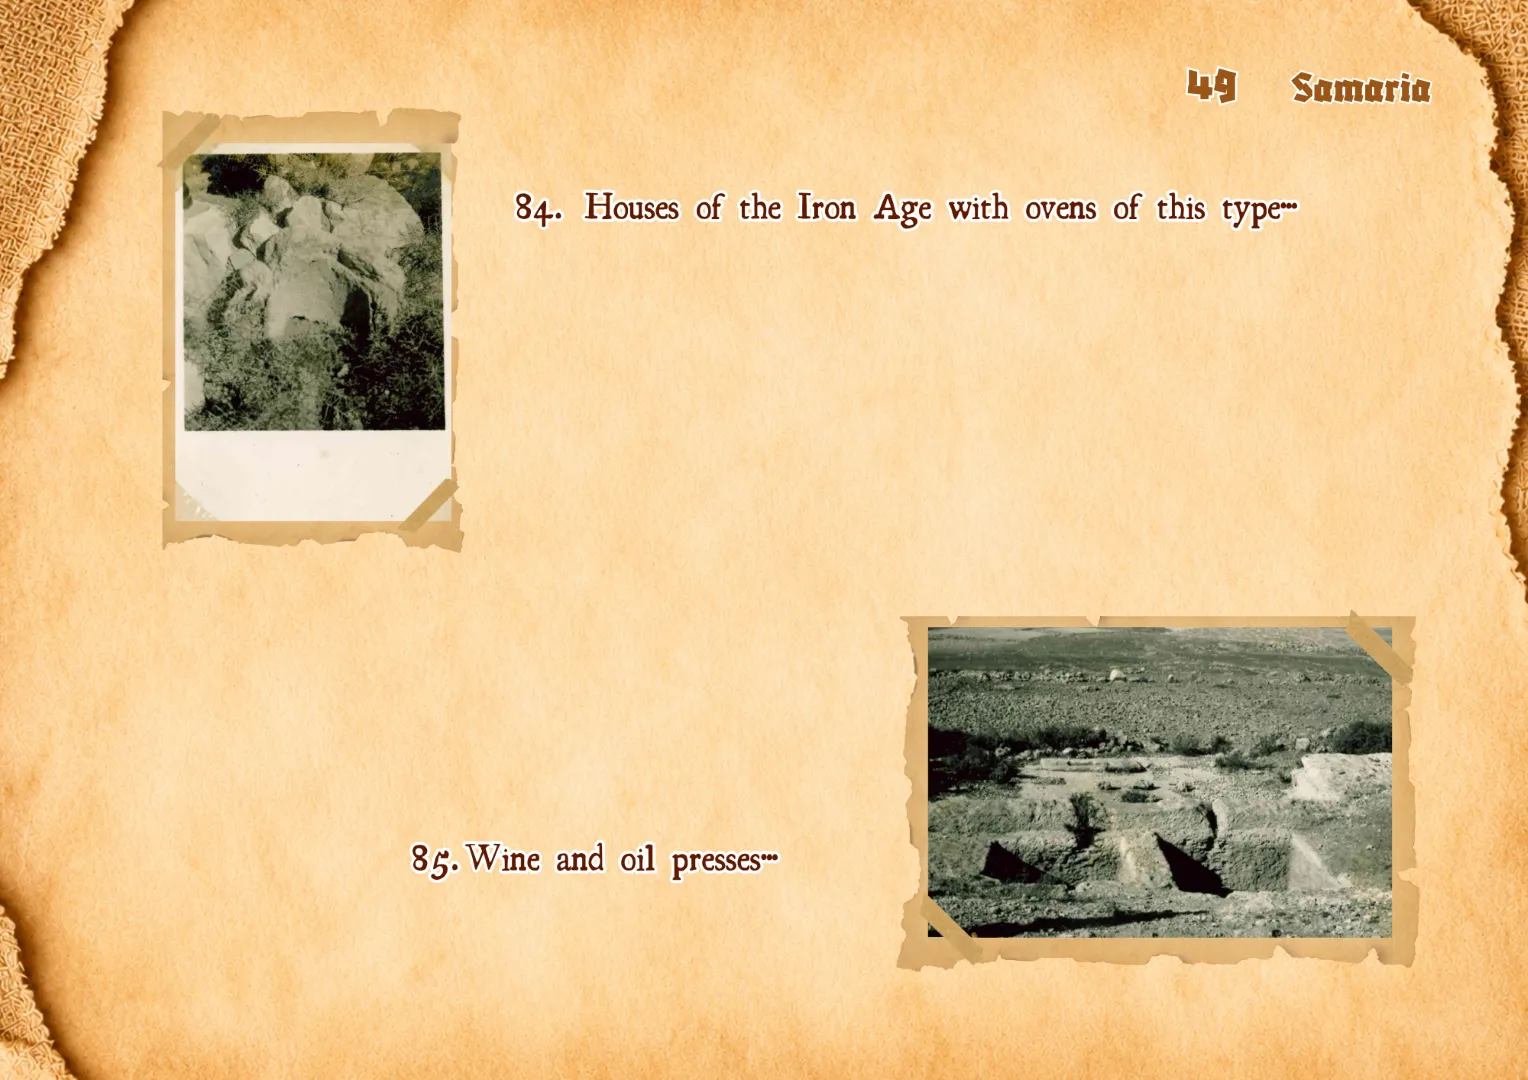 49 Samaria
84. Houses of the Iron Age with ovens of this type...
85. Wine and oil presses...